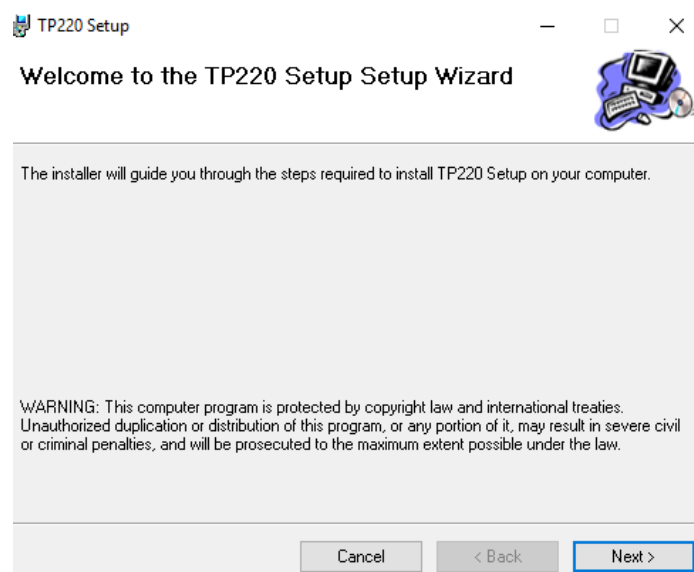 TP220 Setup
Welcome to the TP220 Setup Setup Wizard
The installer will guide you through the steps required to install TP220 Setup on your computer.
WARNING: This computer program is protected by copyright law and international treaties.
Unauthorized duplication or distribution of this program, or any portion of it, may result in severe civil
or criminal penalties, and will be prosecuted to the maximum extent possible under the law.
Cancel
< Back
Next >